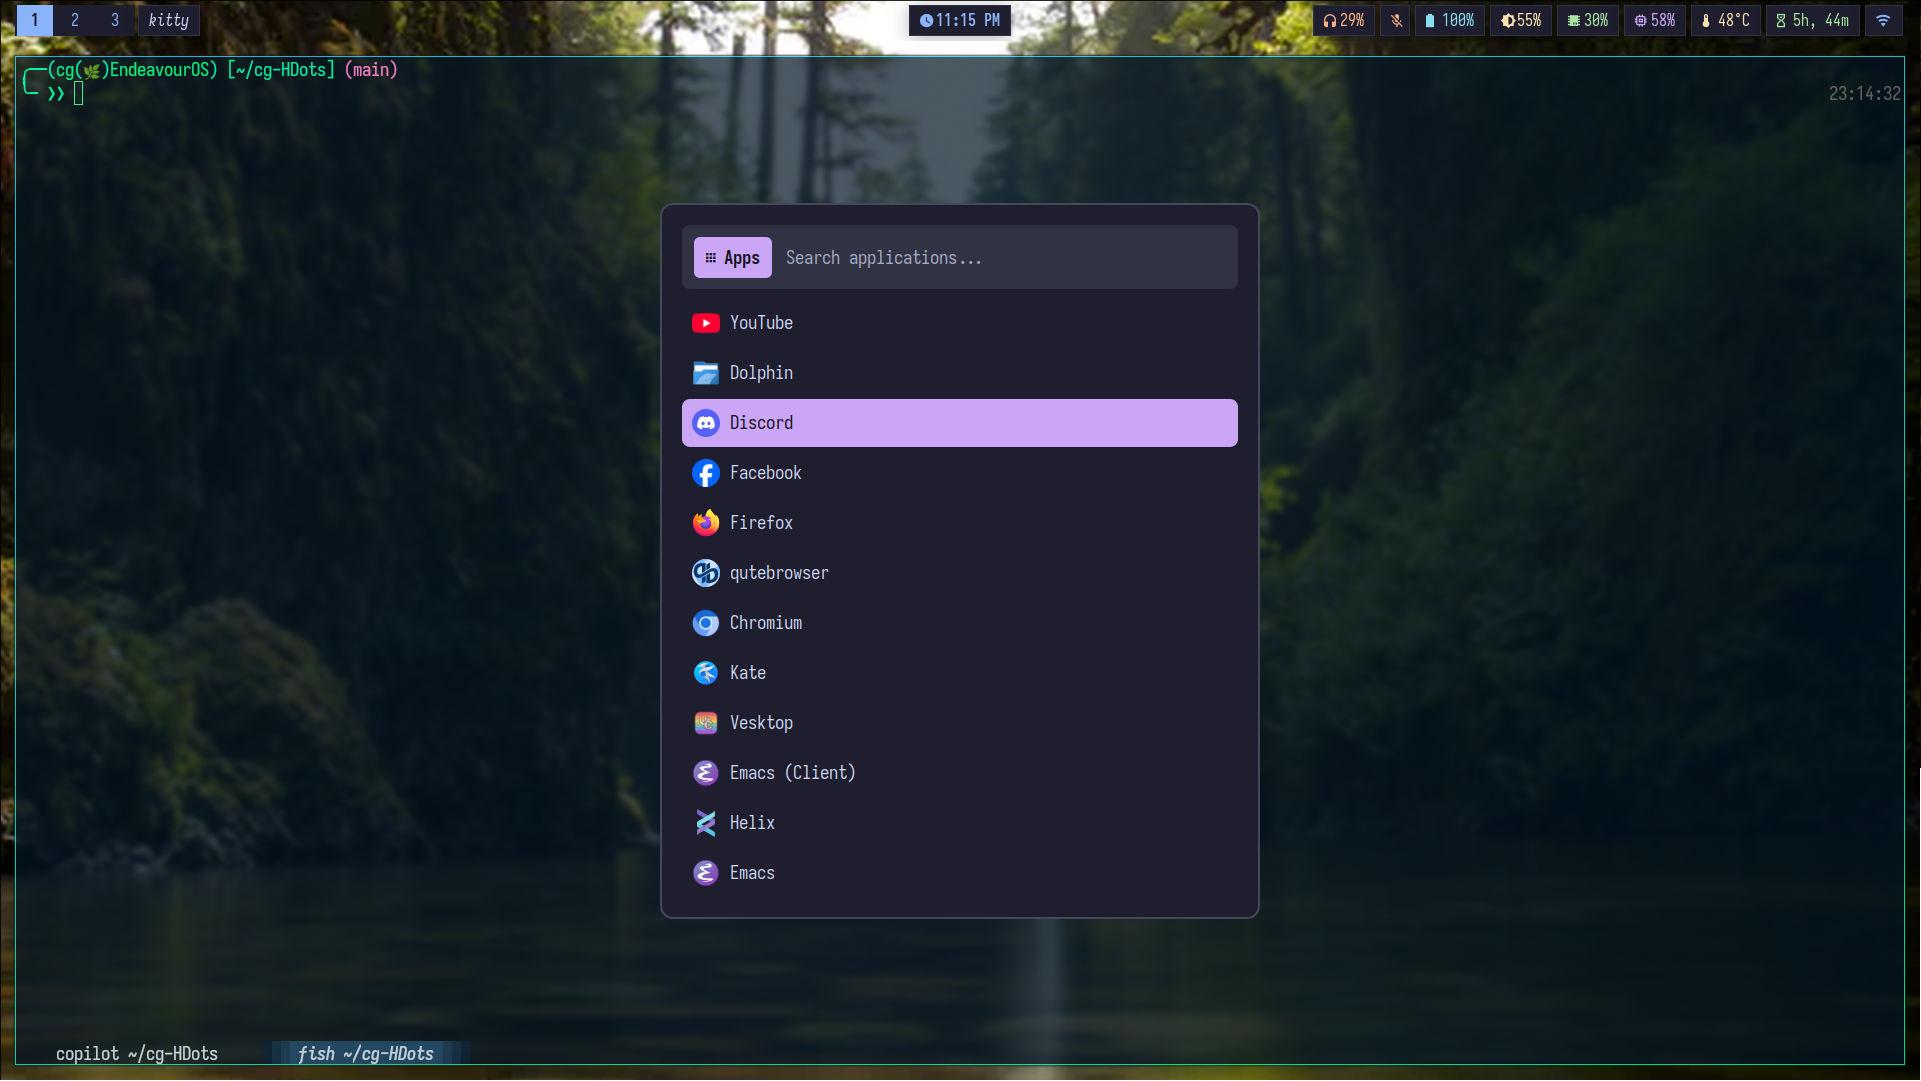 1 2 3 kitty 11:15 PM 29% 100% 55% 30% 58% 48°C 5h, 44m
(cg(🌿)EndeavourOS) [~/cg-HDots] (main)
❯❯ 23:14:32
Apps Search applications...
YouTube
Dolphin
Discord
Facebook
Firefox
qutebrowser
Chromium
Kate
Vesktop
Emacs (Client)
Helix
Emacs
copilot ~/cg-HDots fish ~/cg-HDots